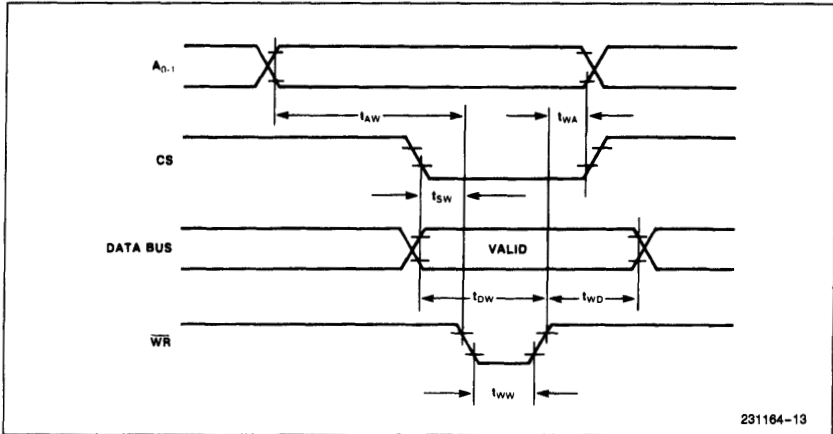 A0-1
tAW
tWA
CS
tSW
DATA BUS
VALID
tDW
tWD
WR
tWW
231164-13